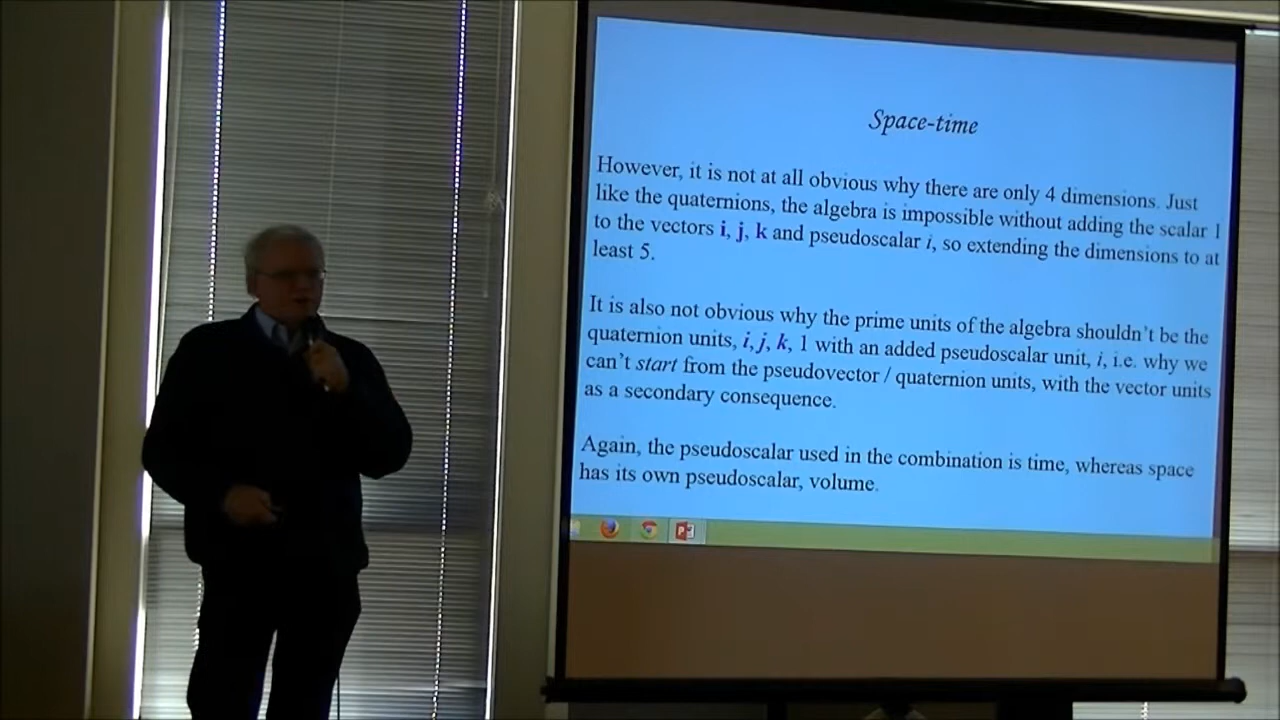 Space-time
However, it is not at all obvious why there are only 4 dimensions. Just
like the quaternions, the algebra is impossible without adding the scalar 1
to the vectors i, j, k and pseudoscalar i, so extending the dimensions to at
least 5.
It is also not obvious why the prime units of the algebra shouldn't be the
quaternion units, i, j, k, 1 with an added pseudoscalar unit, i, i.e. why we
can't start from the pseudovector / quaternion units, with the vector units
as a secondary consequence.
Again, the pseudoscalar used in the combination is time, whereas space
has its own pseudoscalar, volume.